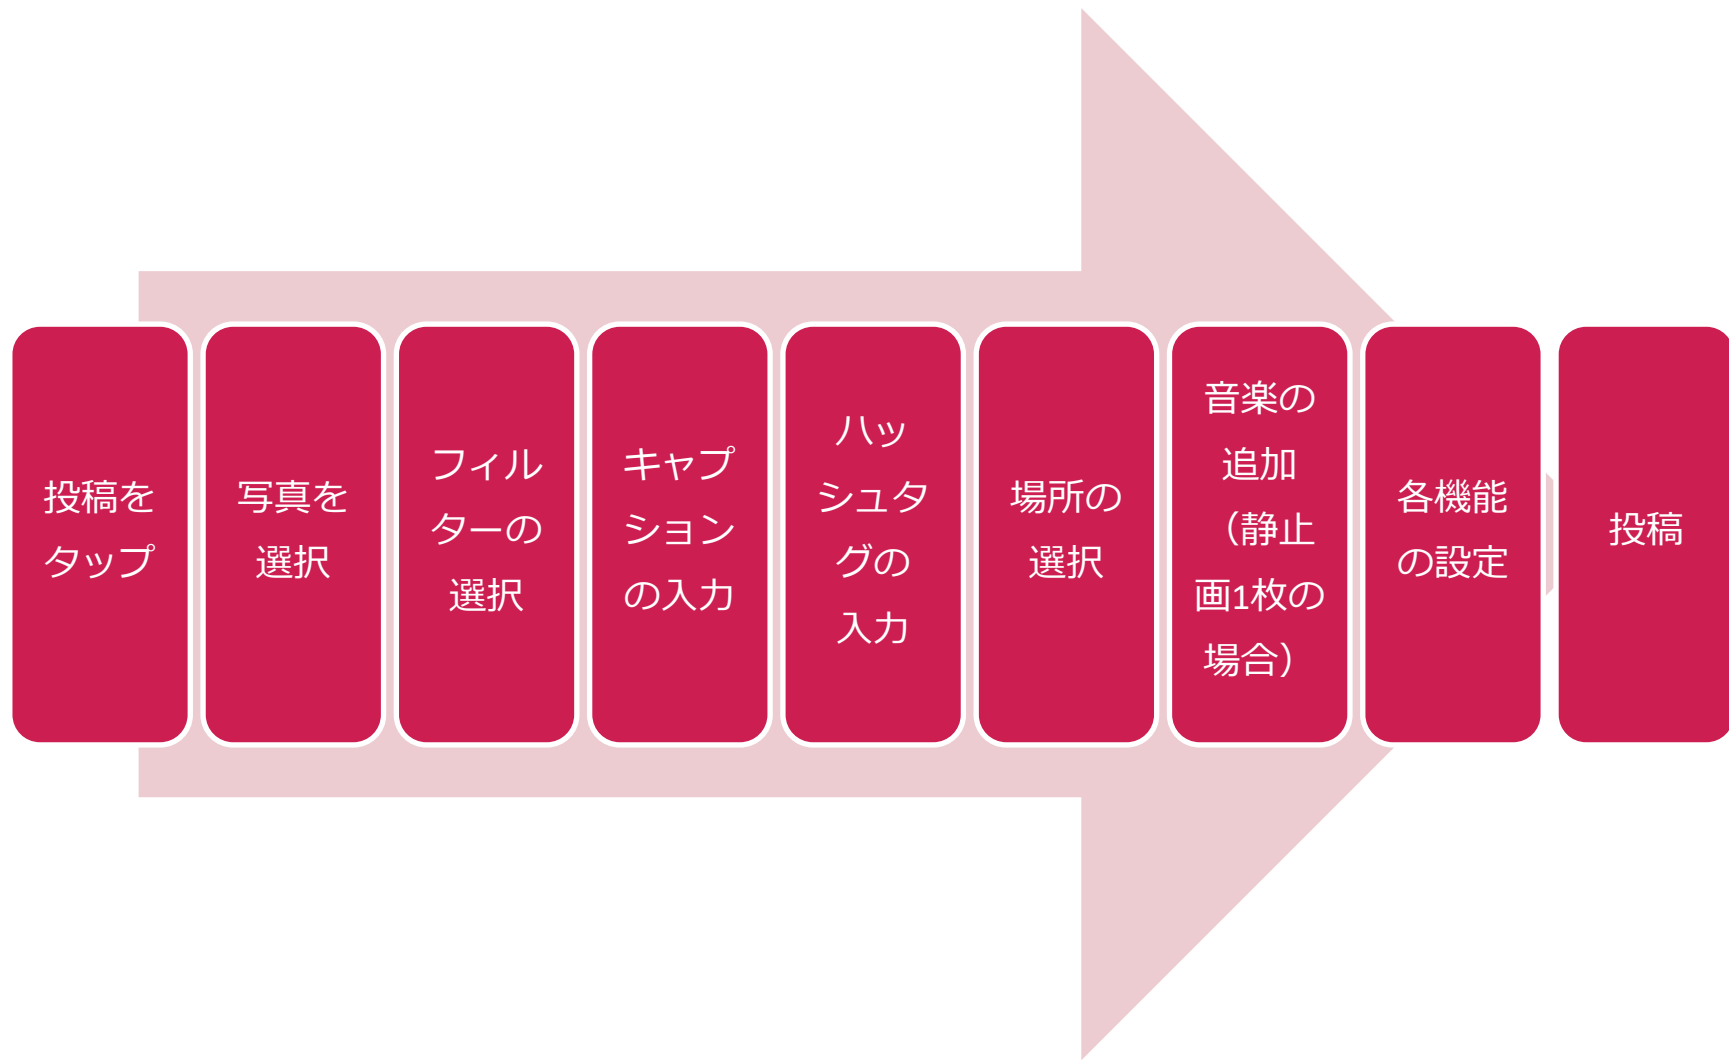 投稿を
タップ
写真を
選択
フィル
ターの
選択
キャプ
ション
の入力
ハッ
シュタ
グの
入力
場所の
選択
音楽の
追加
（静止
画1枚の
場合）
各機能
の設定
投稿